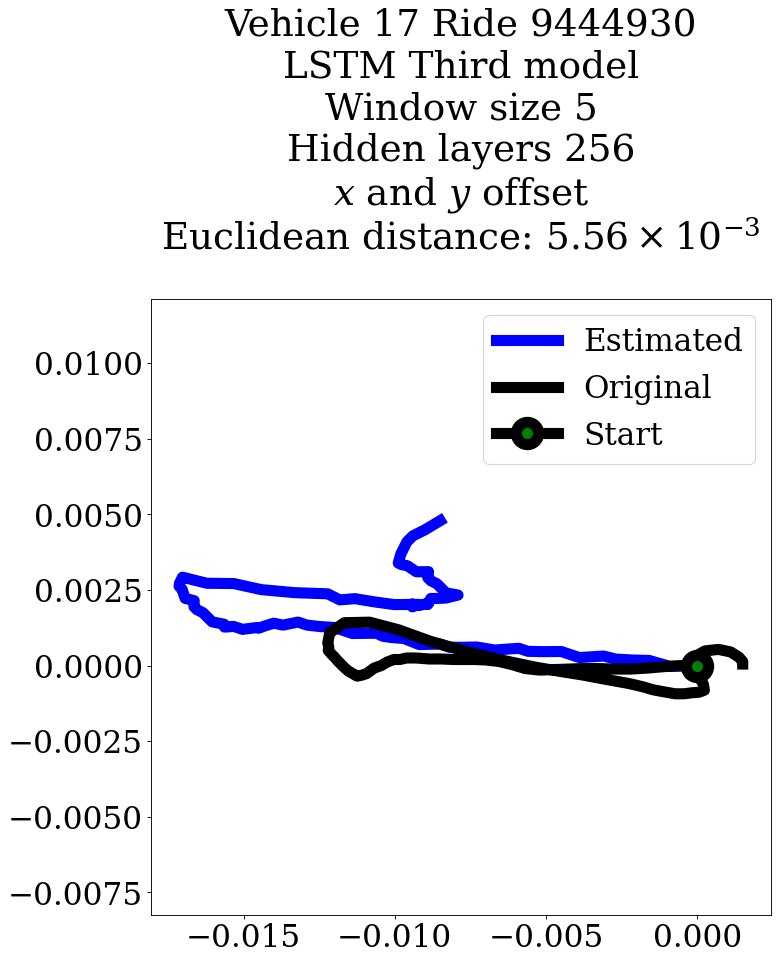 Vehicle 17 Ride 9444930
LSTM Third model
Window size 5
Hidden layers 256
x and y offset
Euclidean distance: 5.56 × 10⁻³
Estimated
Original
Start
0.0100
0.0075
0.0050
0.0025
0.0000
−0.0025
−0.0050
−0.0075
−0.015 −0.010 −0.005 0.000